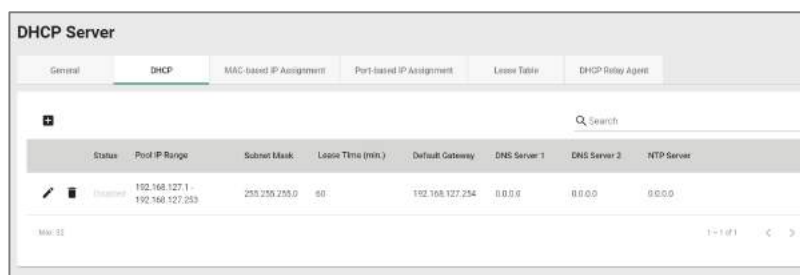 DHCP Server
General DHCP MAC-based IP Assignment Port-based IP Assignment Lease Table DHCP Relay Agent
Search
Status Pool IP Range Subnet Mask Lease Time (min.) Default Gateway DNS Server 1 DNS Server 2 NTP Server
Disabled 192.168.127.1 - 192.168.127.253 255.255.255.0 60 192.168.127.254 0.0.0.0 0.0.0.0 0.0.0.0
Max. 32
1 – 1 of 1